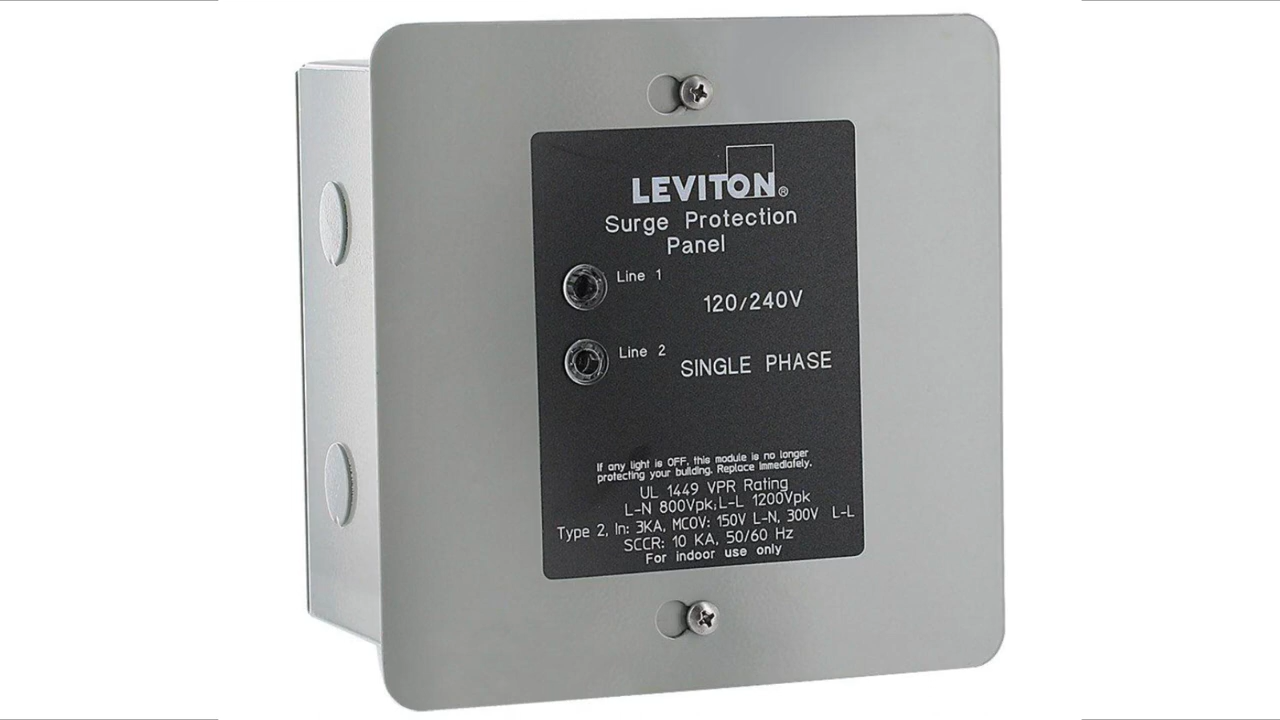 LEVITON®
Surge Protection
Panel
Line 1
120/240V
Line 2
SINGLE PHASE
If any light is OFF, this module is no longer
protecting your building. Replace Immediately.
UL 1449 VPR Rating
L-N 800Vpk,L-L 1200Vpk
Type 2, In: 3KA, MCOV: 150V L-N, 300V L-L
SCCR: 10 KA, 50/60 Hz
For indoor use only